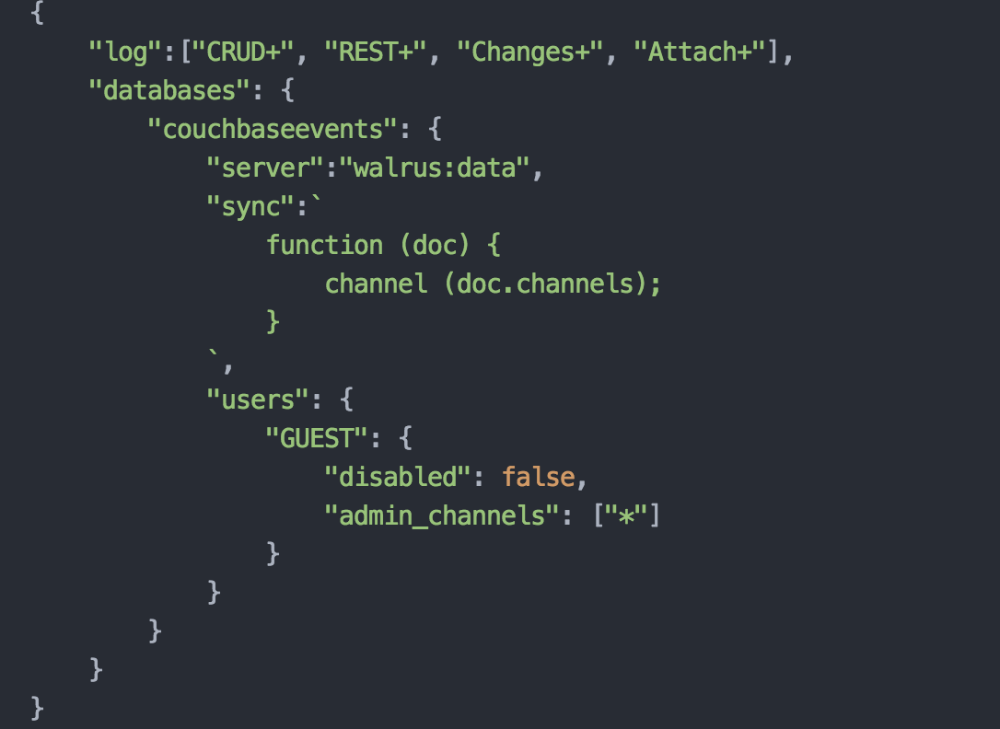 {
    "log":["CRUD+", "REST+", "Changes+", "Attach+"],
    "databases": {
        "couchbaseevents": {
            "server":"walrus:data",
            "sync":`
                function (doc) {
                    channel (doc.channels);
                }
            `,
            "users": {
                "GUEST": {
                    "disabled": false,
                    "admin_channels": ["*"]
                }
            }
        }
    }
}